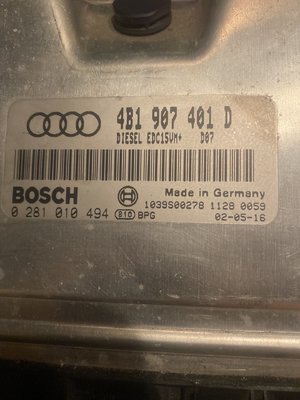 4B1 907 401 D
DIESEL EDC15VM+ D07
BOSCH
Made in Germany
1039S00278 1128 0059
0 281 010 494 810 BPG 02-05-16